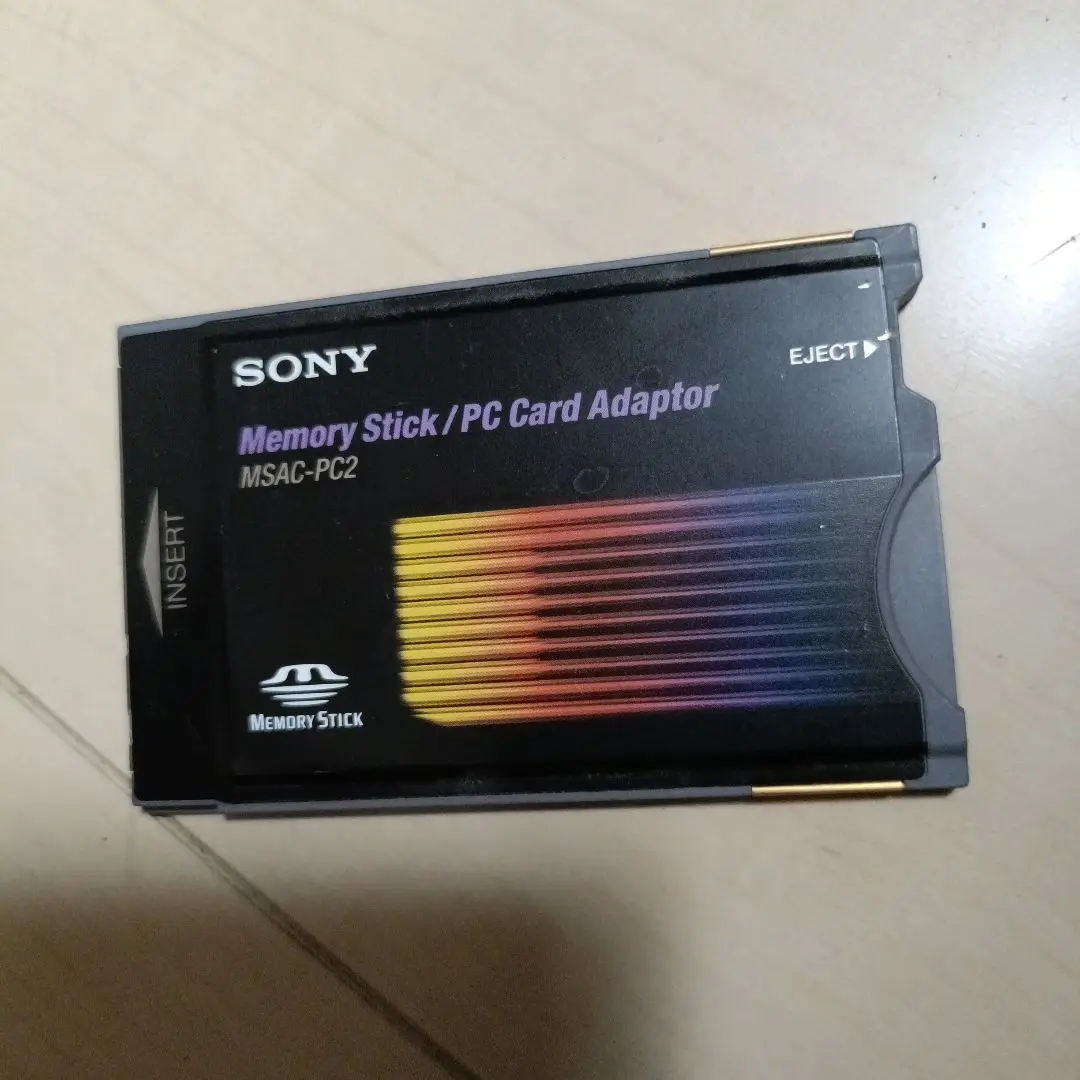 SONY
EJECT
Memory Stick / PC Card Adaptor
MSAC-PC2
INSERT
MEMORY STICK